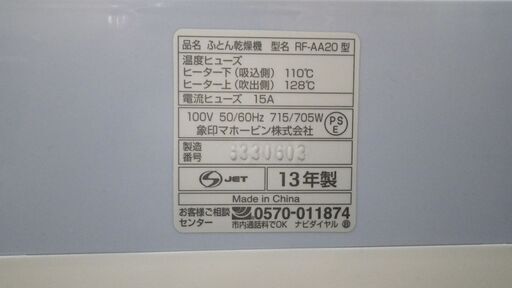 品名 ふとん乾燥機 型名 RF-AA20 型
温度ヒューズ
ヒーター下（吸込側） 110℃
ヒーター上（吹出側） 128℃
電流ヒューズ 15A
100V 50/60Hz 715/705W
象印マホービン株式会社
PS
E
製造
番号
6330603
S JET
13年製
Made in China
お客様ご相談
センター
0570-011874
市内通話料でOK ナビダイヤル